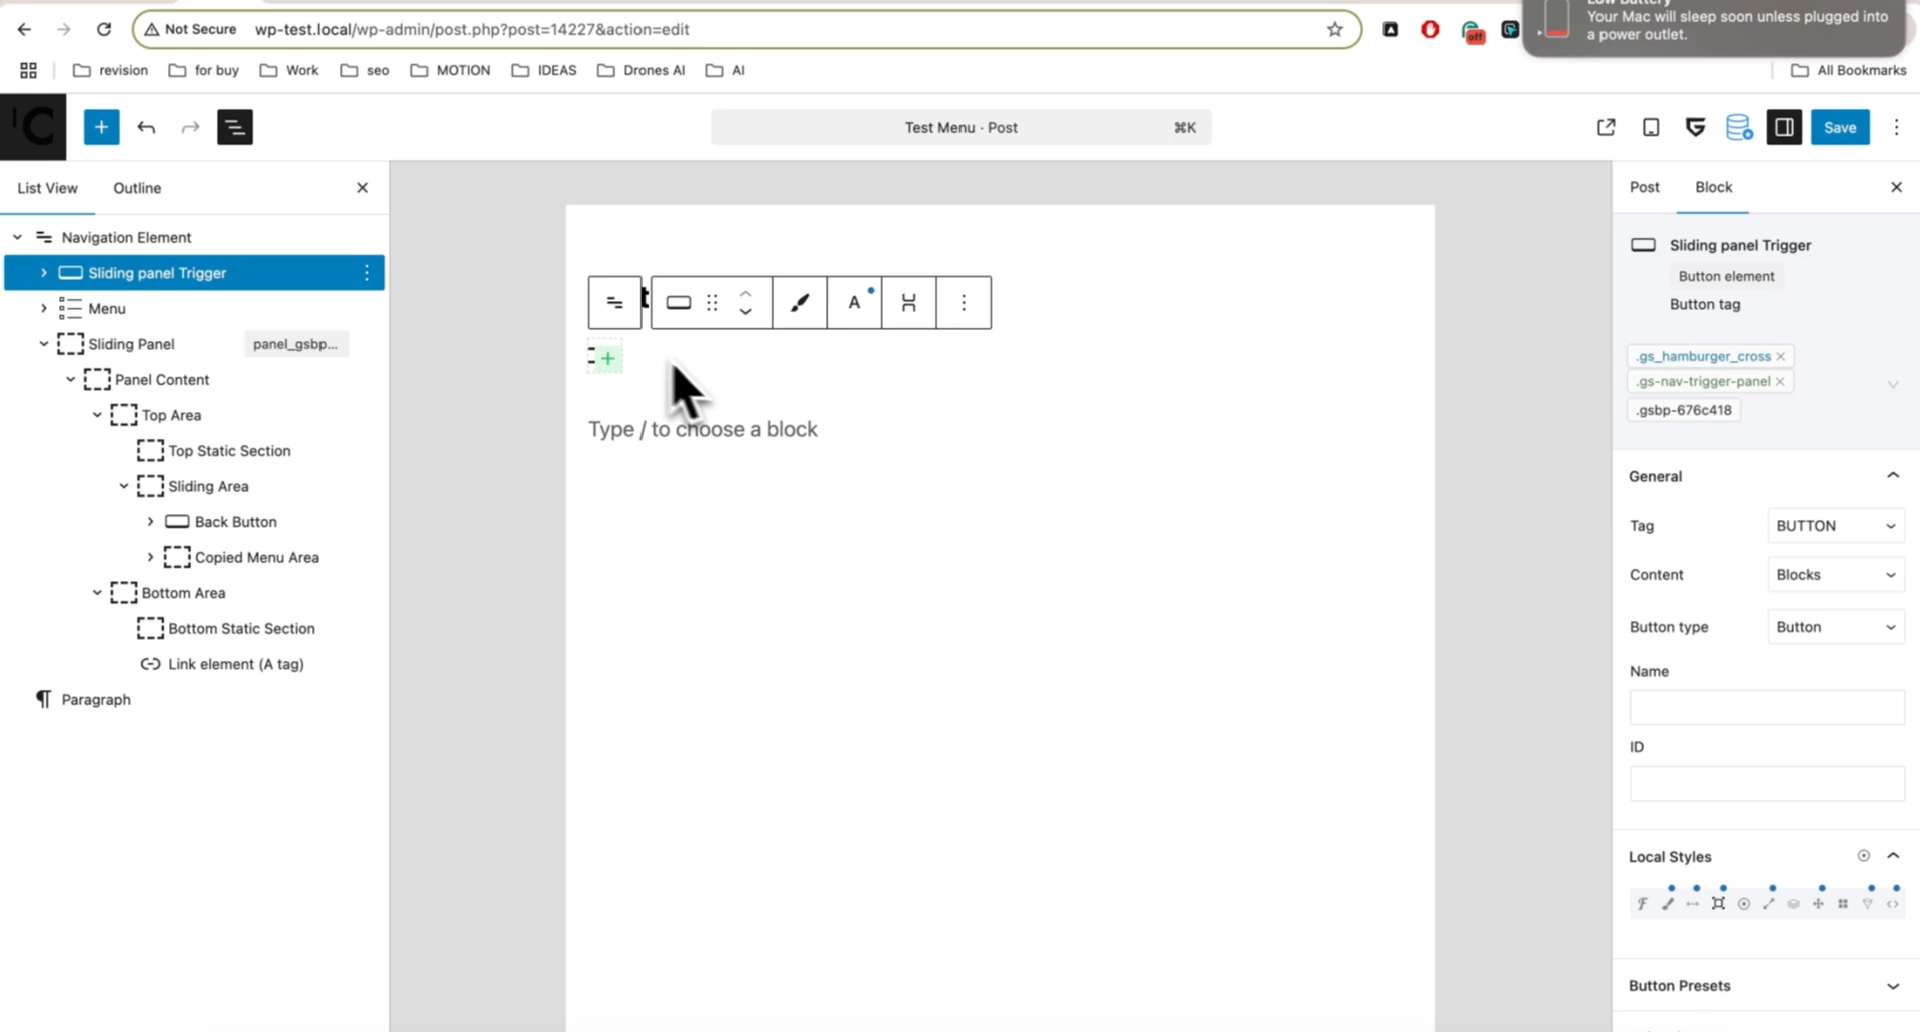 Low Battery
Your Mac will sleep soon unless plugged into
a power outlet.
Not Secure wp-test.local/wp-admin/post.php?post=14227&action=edit
off
revision for buy Work seo MOTION IDEAS Drones AI AI All Bookmarks
Test Menu · Post ⌘K
Save
List View Outline
Post Block
Navigation Element
Sliding panel Trigger
Menu
Sliding Panel panel_gsbp...
Panel Content
Top Area
Top Static Section
Sliding Area
Back Button
Copied Menu Area
Bottom Area
Bottom Static Section
Link element (A tag)
Paragraph
t
A
Type / to choose a block
Sliding panel Trigger
Button element
Button tag
.gs_hamburger_cross
.gs-nav-trigger-panel
.gsbp-676c418
General
Tag BUTTON
Content Blocks
Button type Button
Name
ID
Local Styles
Button Presets